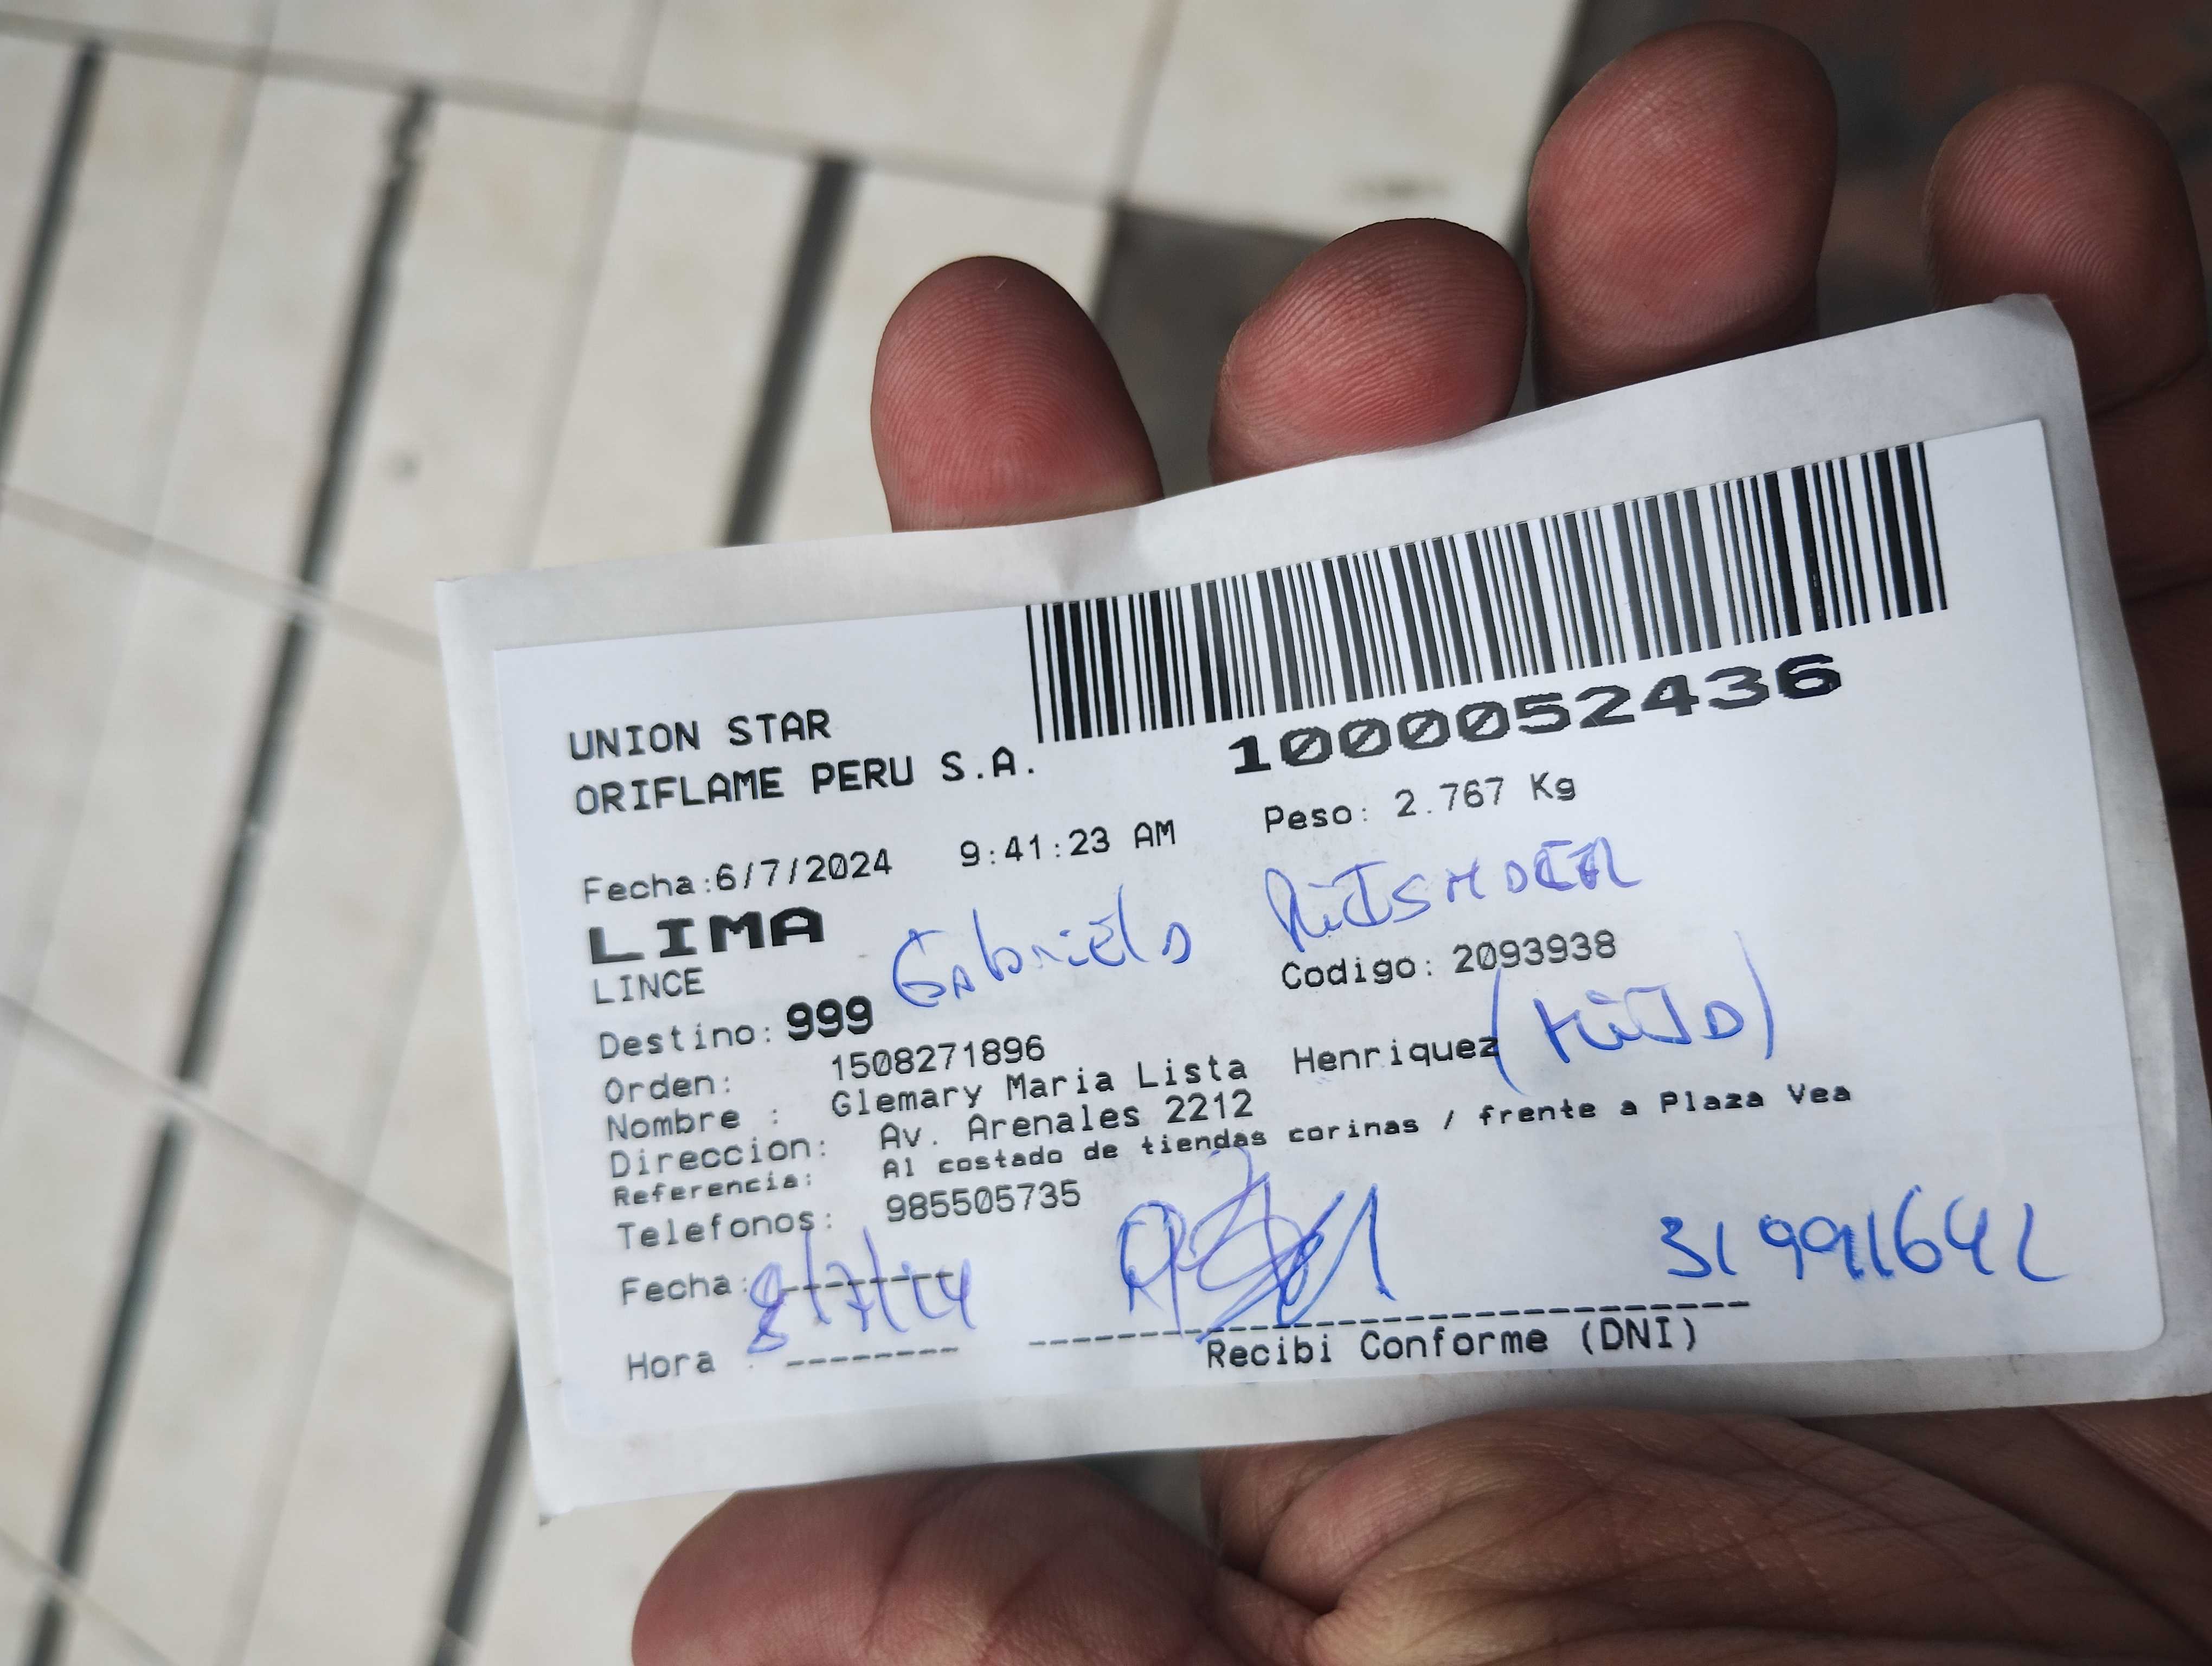 1000052436
UNION STAR
ORIFLAME PERU S.A.
Fecha:6/7/2024 9:41:23 AM Peso: 2.767 Kg
LIMA
LINCE Codigo: 2093938
Destino: 999
Orden: 1508271896
Nombre : Glemary Maria Lista Henriquez
Direccion: Av. Arenales 2212
Referencia: Al costado de tiendas corinas / frente a Plaza Vea
Telefonos: 985505735
Fecha:
Hora :
Recibi Conforme (DNI)